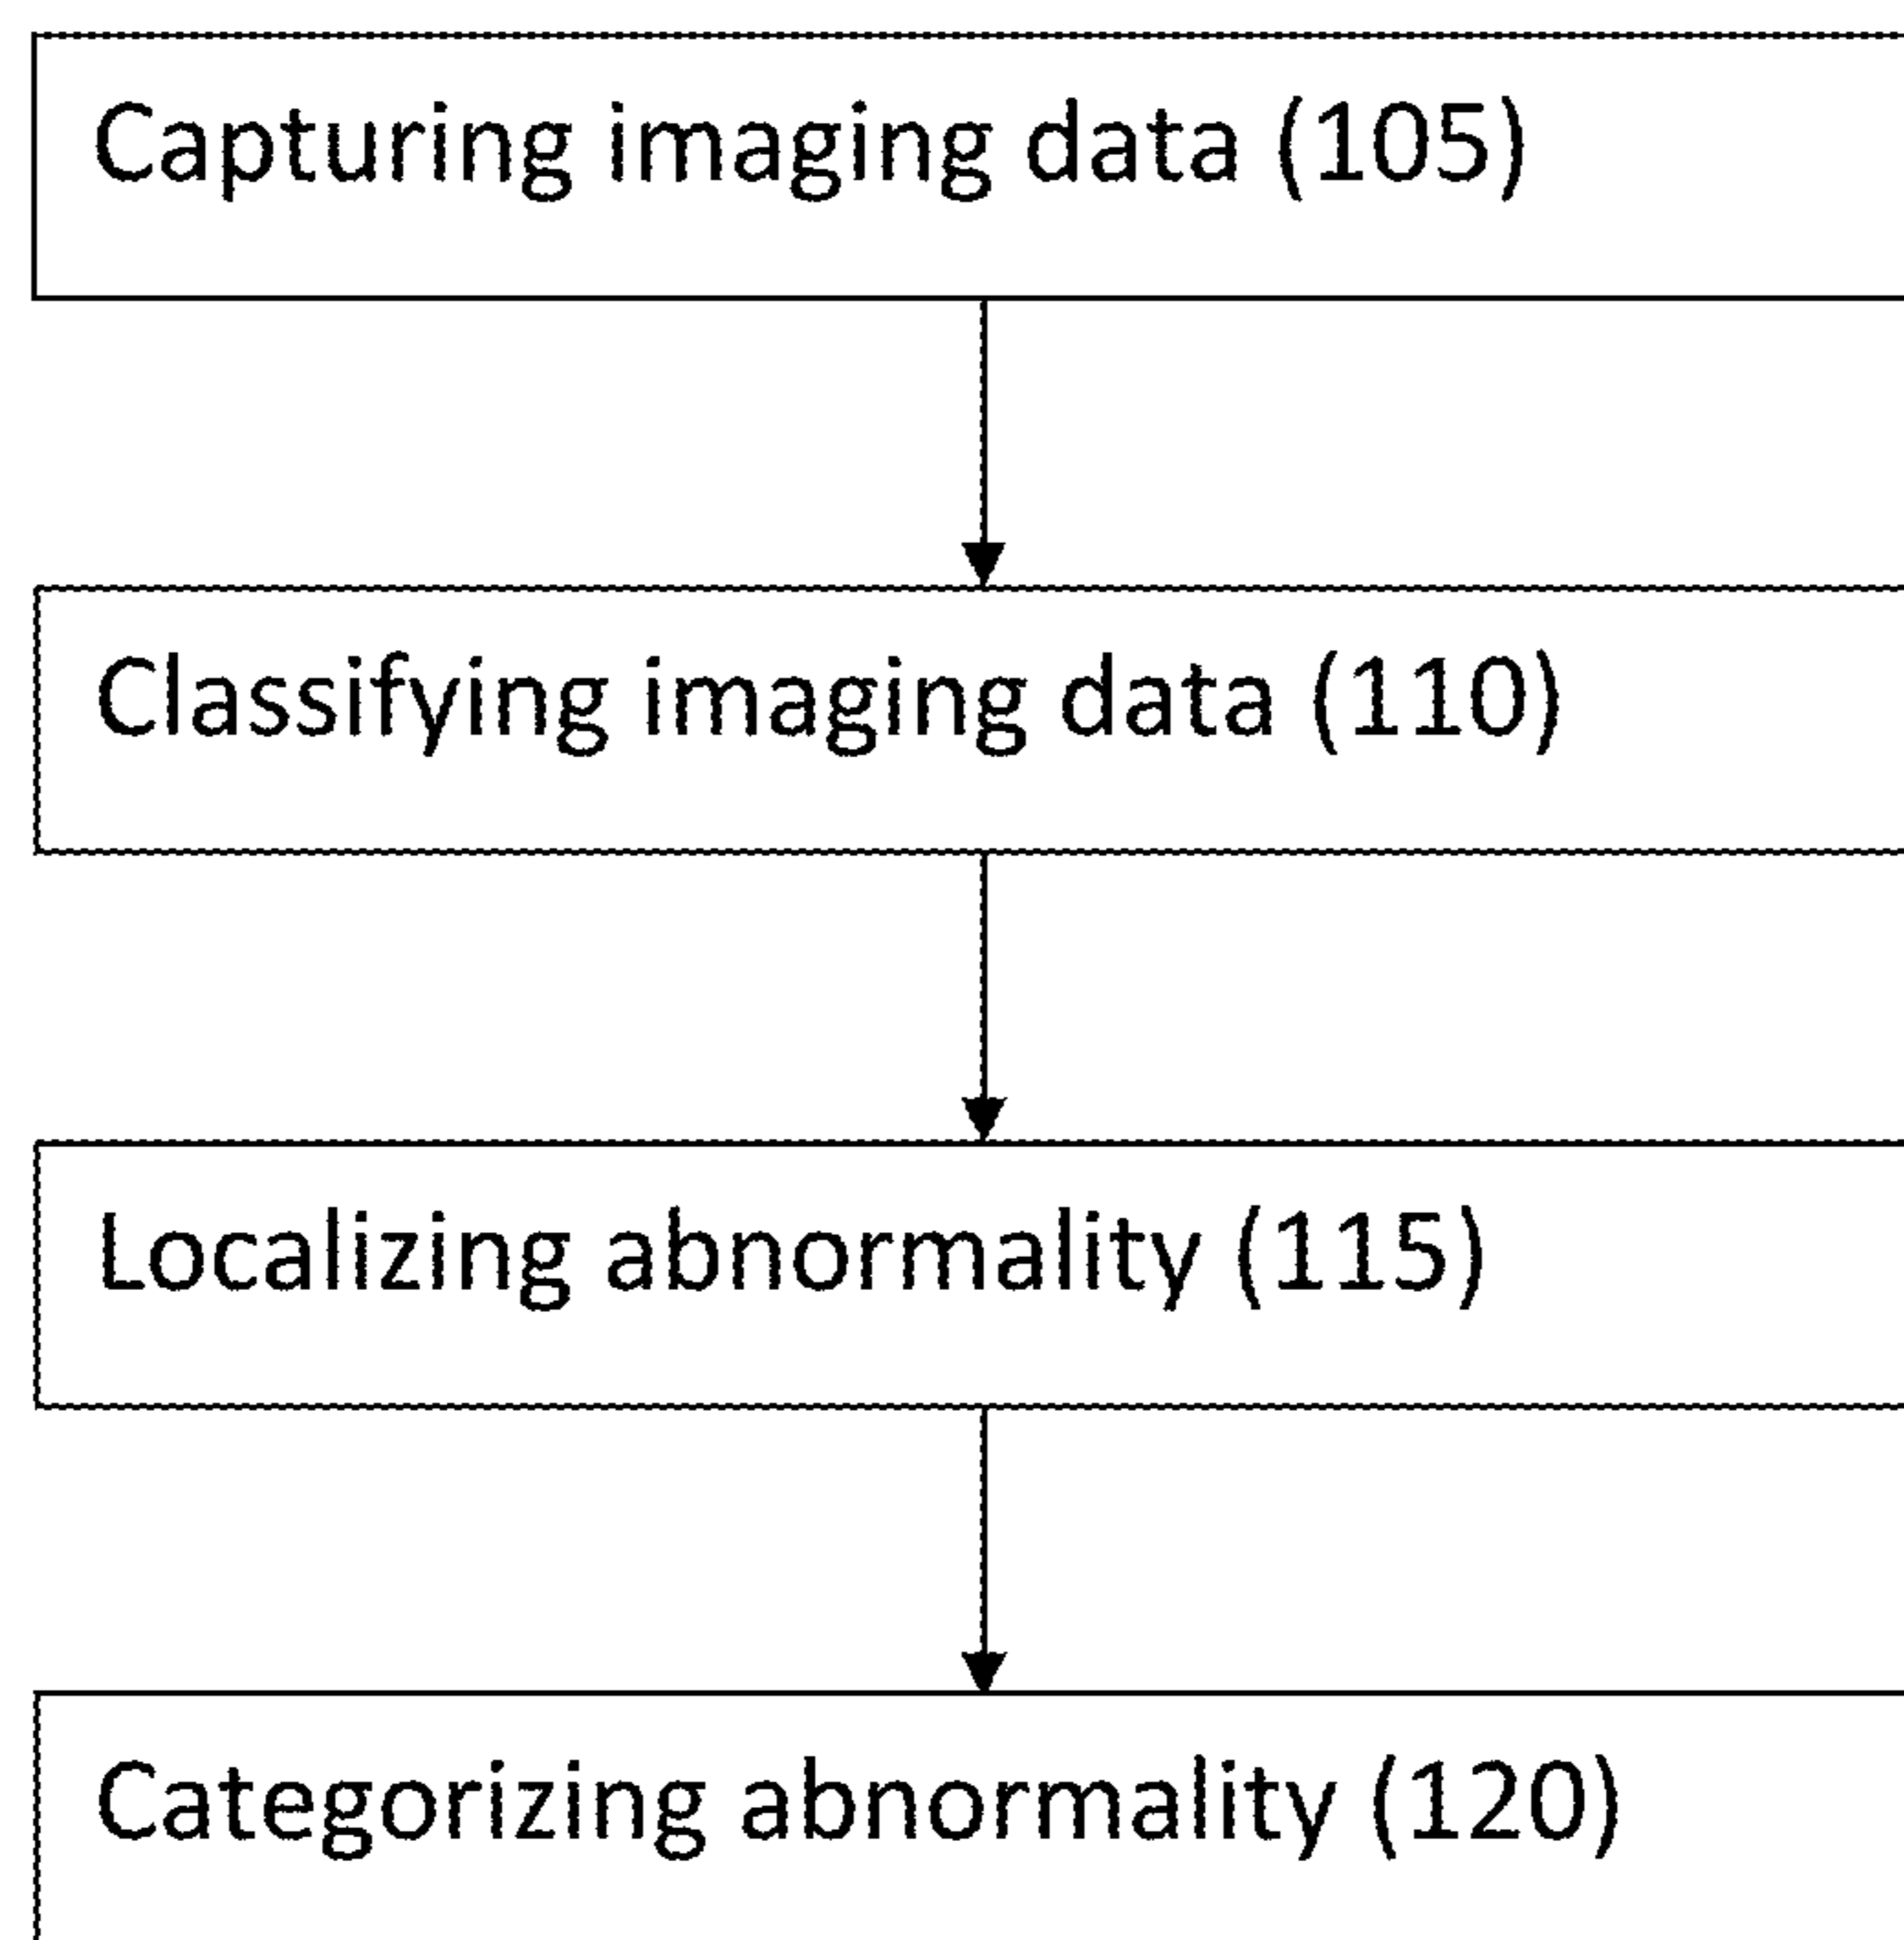 Capturing imaging data (105)
Classifying imaging data (110)
Localizing abnormality (115)
Categorizing abnormality (120)